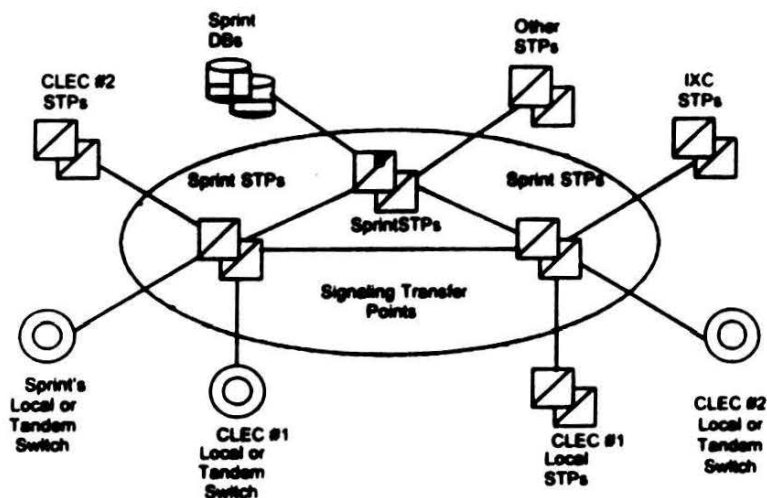 Sprint
DBs
Other
STPs
CLEC #2
STPs
IXC
STPs
Sprint STPs
Sprint STPs
SprintSTPs
Signaling Transfer
Points
Sprint's
Local or
Tandem
Switch
CLEC #1
Local or
Tandem
Switch
CLEC #1
Local
STPs
CLEC #2
Local or
Tandem
Switch